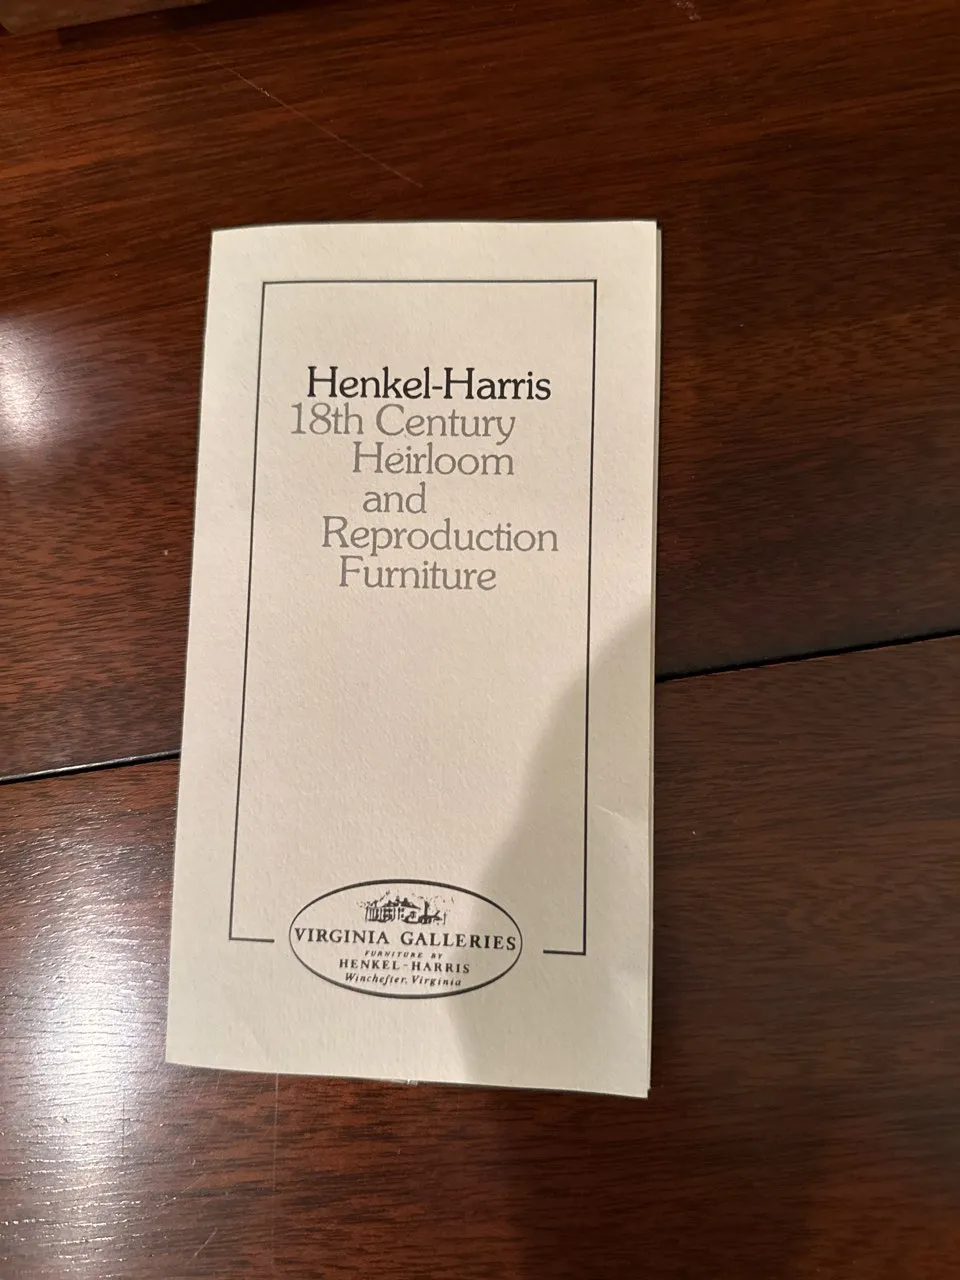 Henkel-Harris
18th Century
Heirloom
and
Reproduction
Furniture
VIRGINIA GALLERIES
FURNITURE BY
HENKEL-HARRIS
Winchester, Virginia